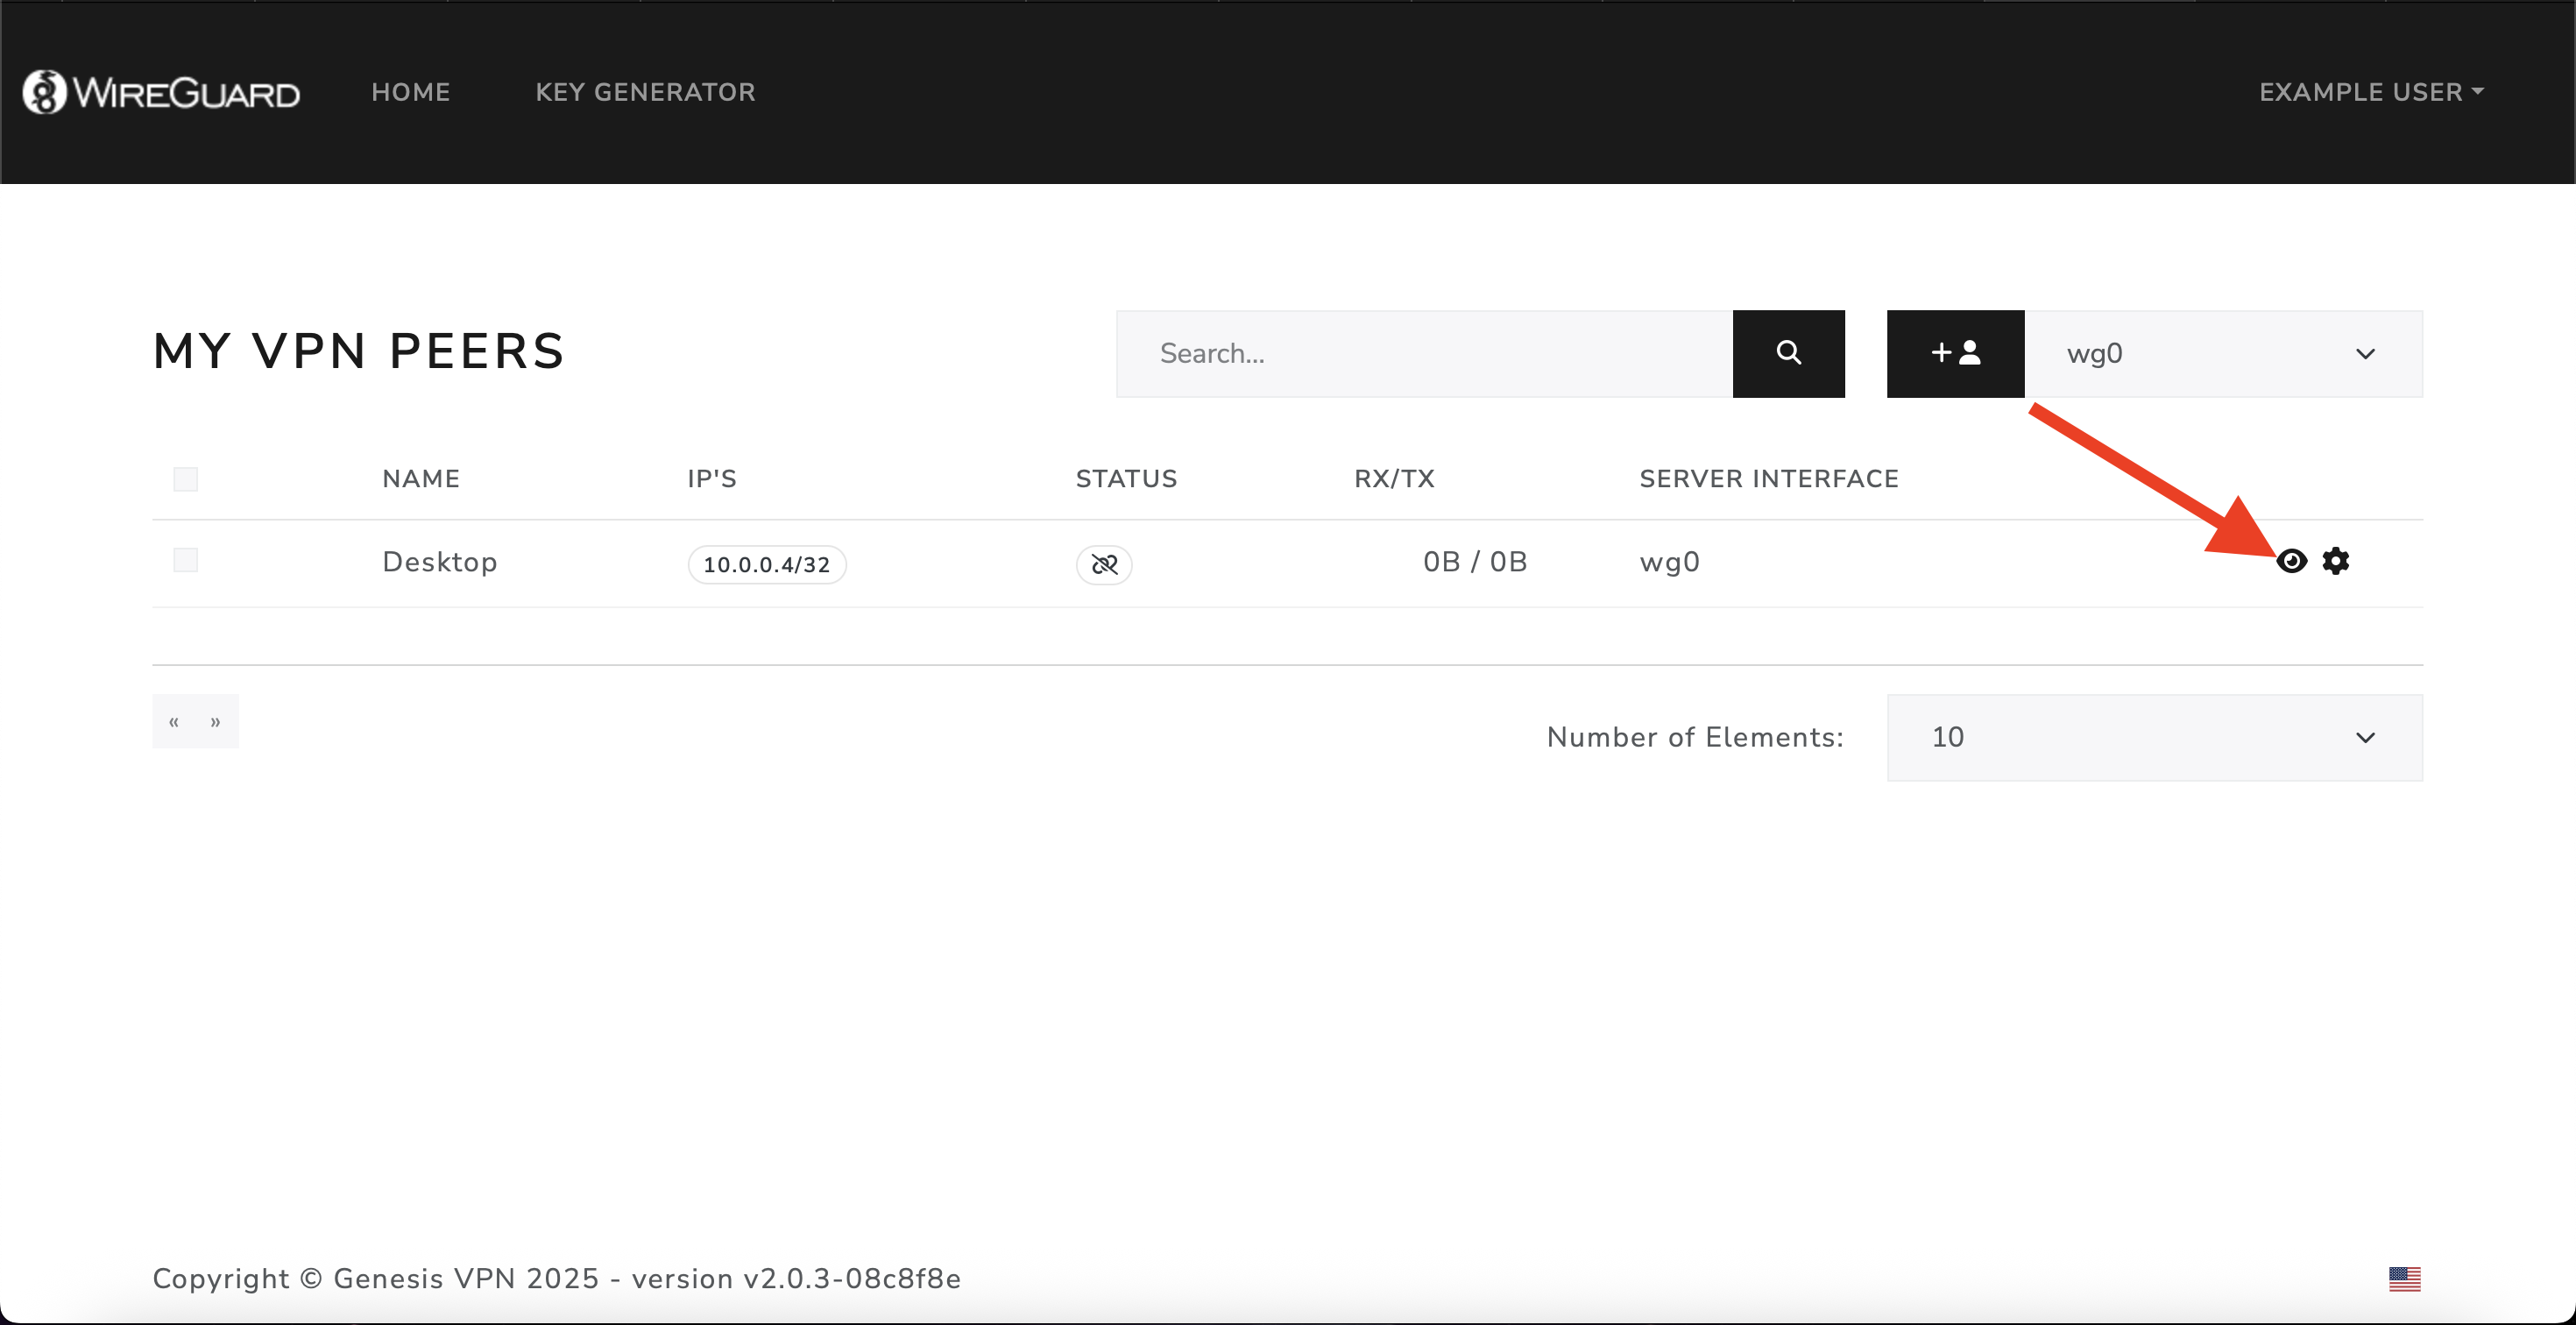 WIREGUARD HOME KEY GENERATOR EXAMPLE USER
MY VPN PEERS Search... + wg0
NAME IP'S STATUS RX/TX SERVER INTERFACE
Desktop 10.0.0.4/32 0B / 0B wg0
« » Number of Elements: 10
Copyright © Genesis VPN 2025 - version v2.0.3-08c8f8e